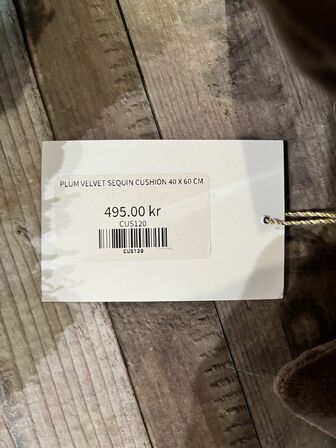 PLUM VELVET SEQUIN CUSHION 40 X 60 CM
495.00 kr
CUS120
CUS120